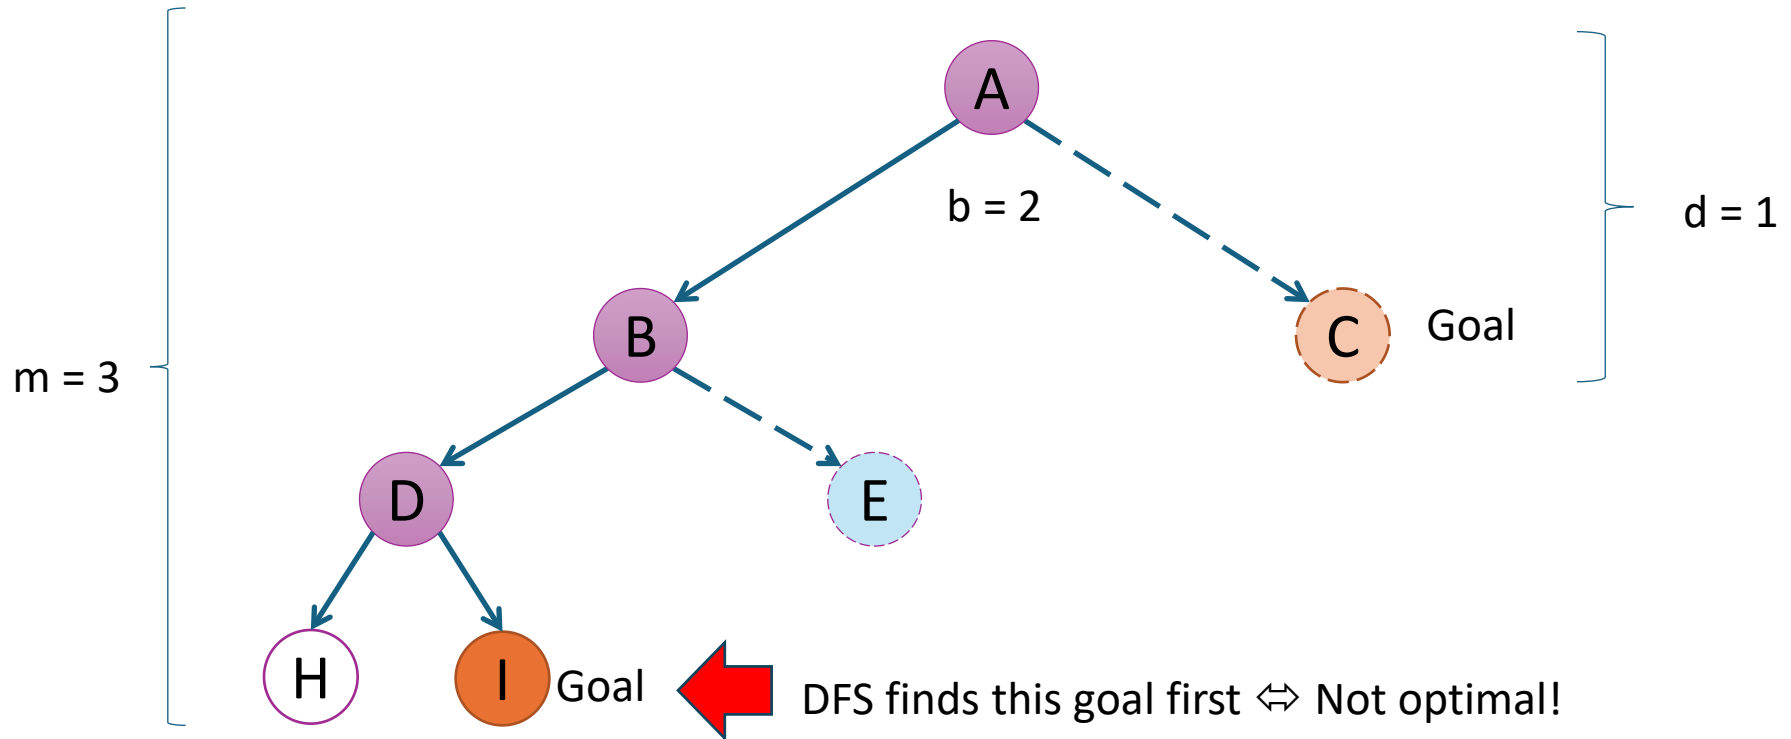 A
b = 2
d = 1
B
C
Goal
m = 3
D
E
H
I
Goal
DFS finds this goal first ⬄ Not optimal!